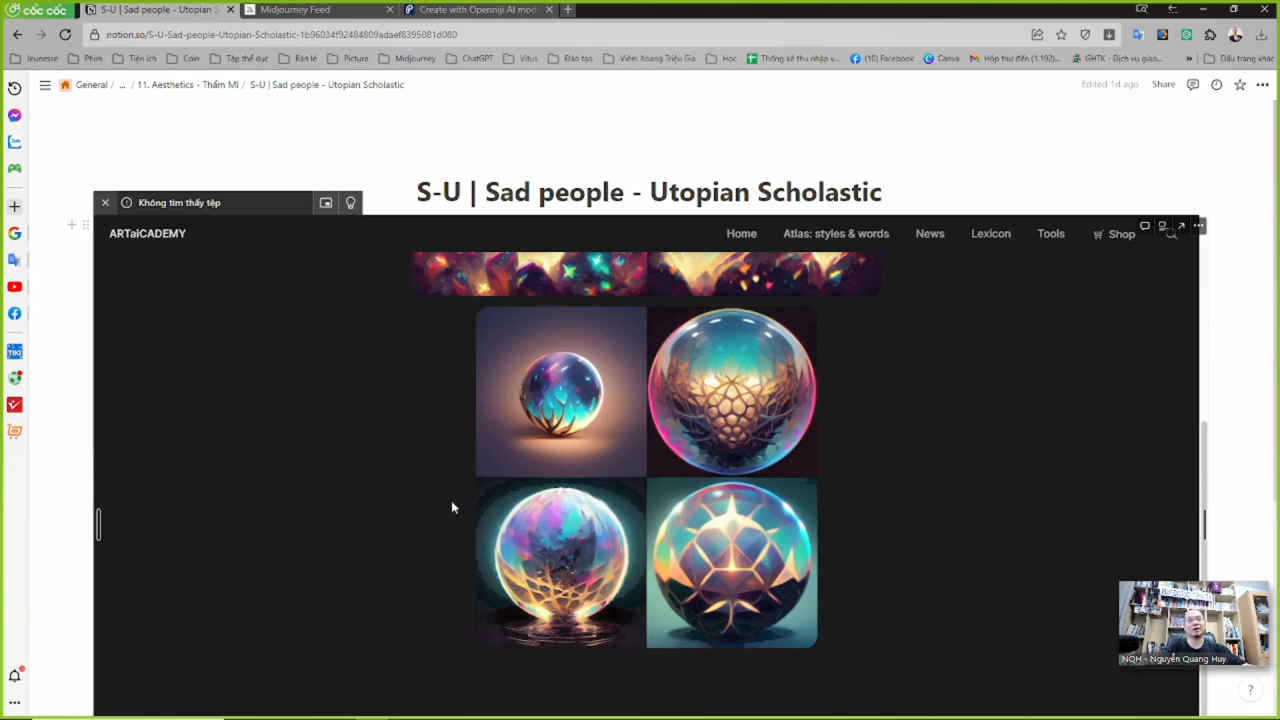 cốc cốc
S-U | Sad people - Utopian S
Midjourney Feed
Create with Openniji AI mode
notion.so/S-U-Sad-people-Utopian-Scholastic-1b96034f92484809adaef8395081d080
Jeunesse
Phim
Tiện ích
Coin
Tập thể dục
Bán lẻ
Picture
Midjourney
ChatGPT
Vitus
Đào tạo
Viêm Xoang Triệu Gia
Học
Thống kê thu nhập v...
(10) Facebook
Canva
Hộp thư đến (1.192)...
GHTK - Dịch vụ giao...
Dấu trang khác
General / ... / 11. Aesthetics - Thẩm Mĩ / S-U | Sad people - Utopian Scholastic
Edited 1d ago
Share
S-U | Sad people - Utopian Scholastic
Không tìm thấy tệp
ARTaiCADEMY
Home
Atlas: styles & words
News
Lexicon
Tools
Shop
Zalo
TIKI
NQH - Nguyễn Quang Huy
?